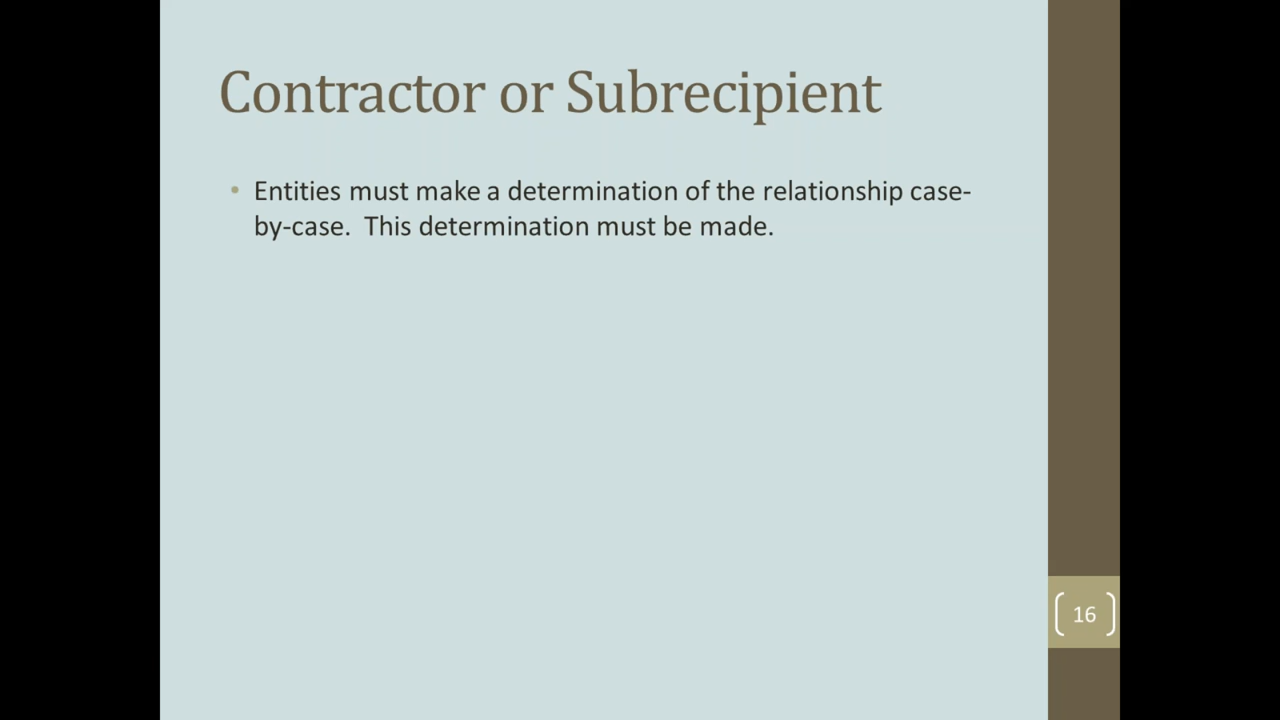 Contractor or Subrecipient
• Entities must make a determination of the relationship case-
by-case.  This determination must be made.
16